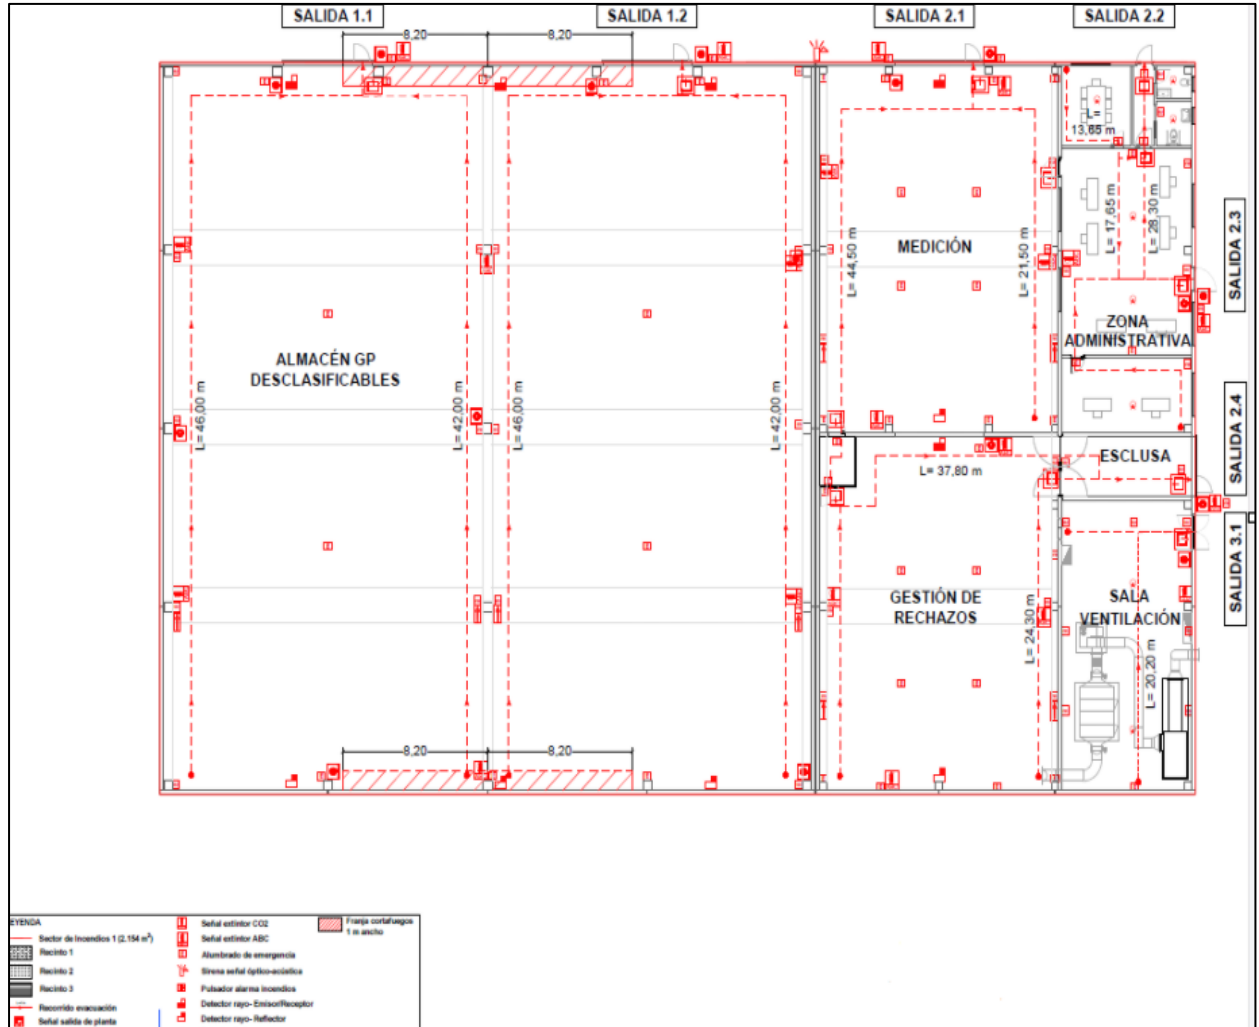 SALIDA 1.1
SALIDA 1.2
SALIDA 2.1
SALIDA 2.2
8,20
8,20
L=
13,65 m
L= 17,65 m
L= 28,30 m
SALIDA 2.3
MEDICIÓN
L= 44,50 m
L= 21,50 m
ZONA
ADMINISTRATIVA
ALMACÉN GP
DESCLASIFICABLES
L= 46,00 m
L= 42,00 m
L= 46,00 m
L= 42,00 m
SALIDA 2.4
ESCLUSA
L= 37,80 m
SALIDA 3.1
GESTIÓN DE
RECHAZOS
SALA
VENTILACIÓN
L= 24,30 m
L= 20,20 m
8,20
8,20
EYENDA
Sector de Incendios 1 (2.154 m²)
Recinto 1
Recinto 2
Recinto 3
Recorrido evacuación
Señal salida de planta
Señal extintor CO2
Señal extintor ABC
Alumbrado de emergencia
Sirena señal óptico-acústica
Pulsador alarma incendios
Detector rayo- Emisor/Receptor
Detector rayo- Reflector
Franja cortafuegos
1 m ancho